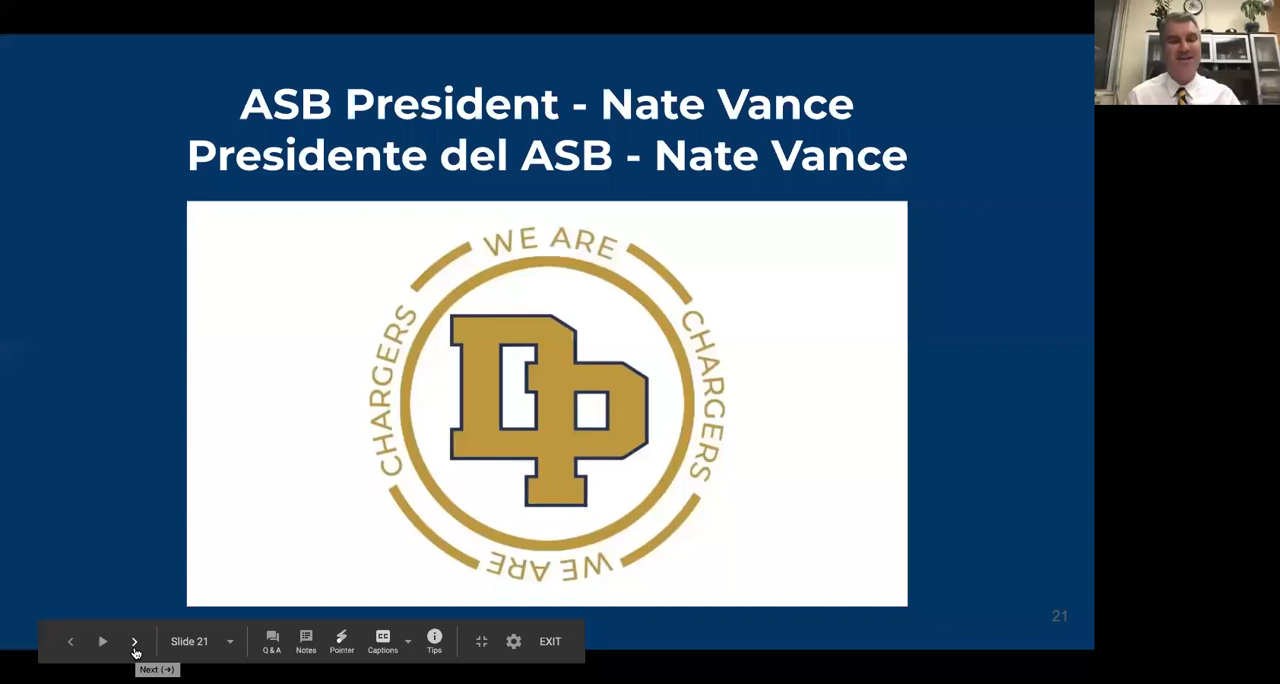 ASB President - Nate Vance
Presidente del ASB - Nate Vance
WE ARE
CHARGERS
CHARGERS
WE ARE
DP
21
Slide 21
Q & A
Notes
Pointer
CC
Captions
Tips
EXIT
Next (→)